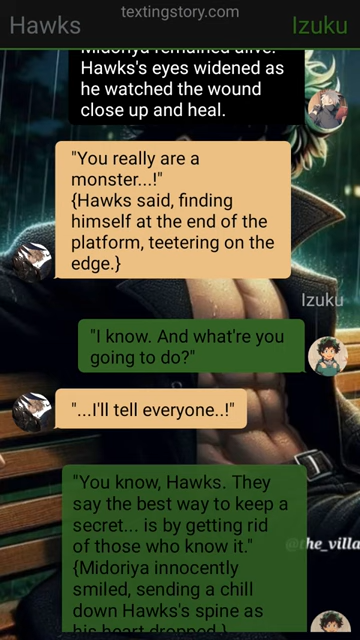 textingstory.com
Hawks
Izuku
Midoriya remained alive.
Hawks's eyes widened as
he watched the wound
close up and heal.
"You really are a
monster...!"
{Hawks said, finding
himself at the end of the
platform, teetering on the
edge.}
Izuku
"I know. And what're you
going to do?"
"...I'll tell everyone..!"
"You know, Hawks. They
say the best way to keep a
secret... is by getting rid
of those who know it."
{Midoriya innocently
smiled, sending a chill
down Hawks's spine as
his heart dropped.}
@the_villa